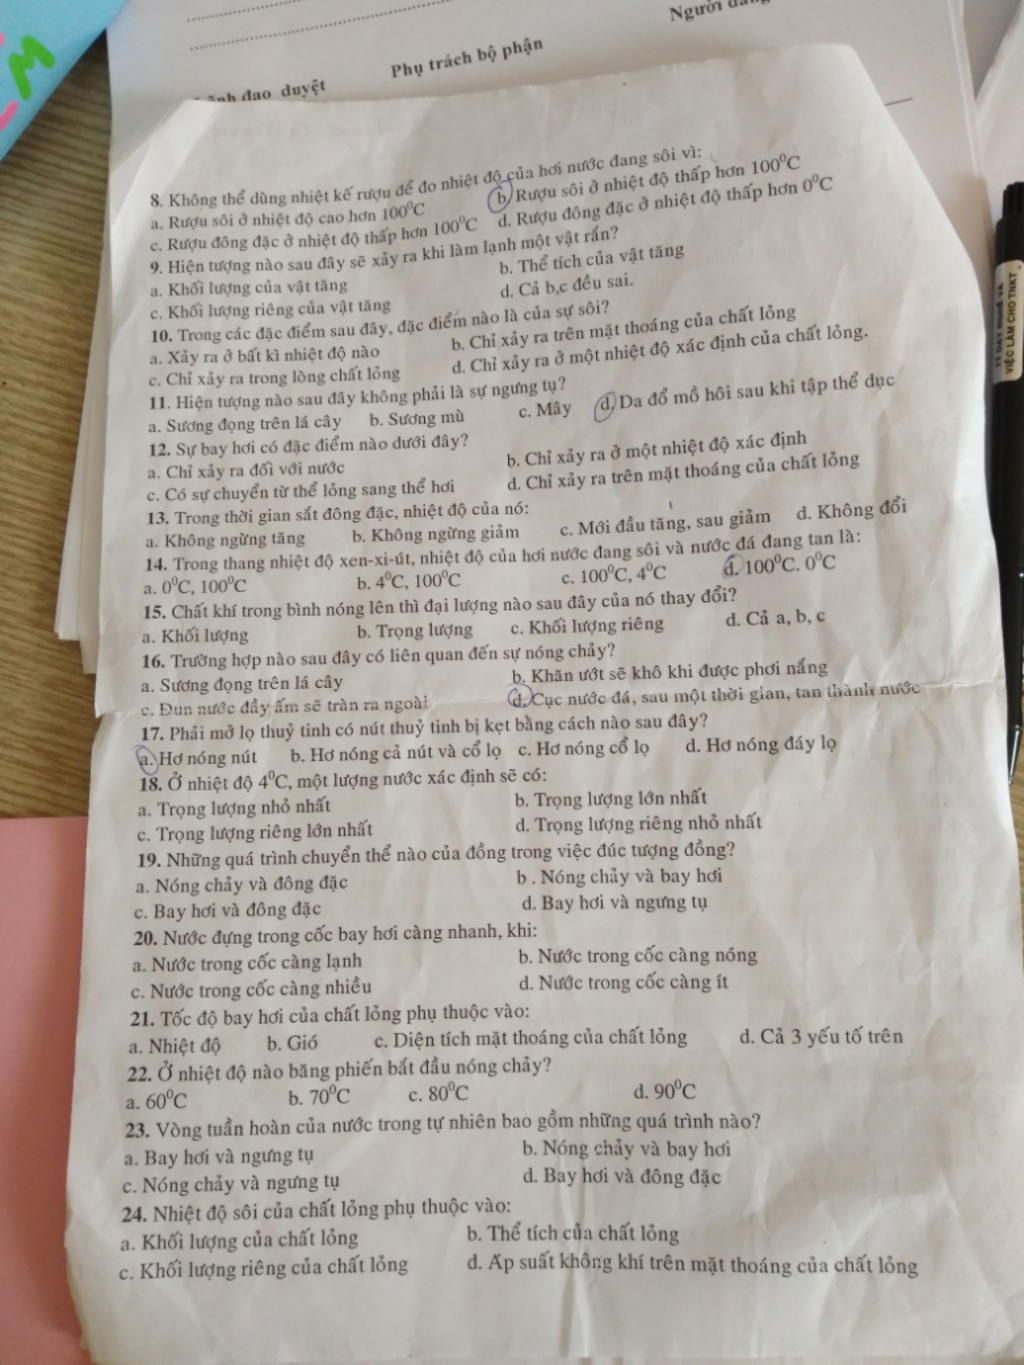 Người
Phụ trách bộ phận
đạo duyệt
8. Không thể dùng nhiệt kế rượu để đo nhiệt độ của hơi nước đang sôi vì:
a. Rượu sôi ở nhiệt độ cao hơn 100⁰C b. Rượu sôi ở nhiệt độ thấp hơn 100⁰C
c. Rượu đông đặc ở nhiệt độ thấp hơn 100⁰C d. Rượu đông đặc ở nhiệt độ thấp hơn 0⁰C
9. Hiện tượng nào sau đây sẽ xảy ra khi làm lạnh một vật rắn?
a. Khối lượng của vật tăng b. Thể tích của vật tăng
c. Khối lượng riêng của vật tăng d. Cả b,c đều sai.
10. Trong các đặc điểm sau đây, đặc điểm nào là của sự sôi?
a. Xảy ra ở bất kì nhiệt độ nào b. Chỉ xảy ra trên mặt thoáng của chất lỏng
c. Chỉ xảy ra trong lòng chất lỏng d. Chỉ xảy ra ở một nhiệt độ xác định của chất lỏng.
11. Hiện tượng nào sau đây không phải là sự ngưng tụ?
a. Sương đọng trên lá cây b. Sương mù c. Mây d. Da đổ mồ hôi sau khi tập thể dục
12. Sự bay hơi có đặc điểm nào dưới đây?
a. Chỉ xảy ra đối với nước b. Chỉ xảy ra ở một nhiệt độ xác định
c. Có sự chuyển từ thể lỏng sang thể hơi d. Chỉ xảy ra trên mặt thoáng của chất lỏng
13. Trong thời gian sắt đông đặc, nhiệt độ của nó:
a. Không ngừng tăng b. Không ngừng giảm c. Mới đầu tăng, sau giảm d. Không đổi
14. Trong thang nhiệt độ xen-xi-út, nhiệt độ của hơi nước đang sôi và nước đá đang tan là:
a. 0⁰C, 100⁰C b. 4⁰C, 100⁰C c. 100⁰C, 4⁰C d. 100⁰C. 0⁰C
15. Chất khí trong bình nóng lên thì đại lượng nào sau đây của nó thay đổi?
a. Khối lượng b. Trọng lượng c. Khối lượng riêng d. Cả a, b, c
16. Trường hợp nào sau đây có liên quan đến sự nóng chảy?
a. Sương đọng trên lá cây b. Khăn ướt sẽ khô khi được phơi nắng
c. Đun nước đầy ấm sẽ tràn ra ngoài d. Cục nước đá, sau một thời gian, tan thành nước
17. Phải mở lọ thuỷ tinh có nút thuỷ tinh bị kẹt bằng cách nào sau đây?
a. Hơ nóng nút b. Hơ nóng cả nút và cổ lọ c. Hơ nóng cổ lọ d. Hơ nóng đáy lọ
18. Ở nhiệt độ 4⁰C, một lượng nước xác định sẽ có:
a. Trọng lượng nhỏ nhất b. Trọng lượng lớn nhất
c. Trọng lượng riêng lớn nhất d. Trọng lượng riêng nhỏ nhất
19. Những quá trình chuyển thể nào của đồng trong việc đúc tượng đồng?
a. Nóng chảy và đông đặc b . Nóng chảy và bay hơi
c. Bay hơi và đông đặc d. Bay hơi và ngưng tụ
20. Nước đựng trong cốc bay hơi càng nhanh, khi:
a. Nước trong cốc càng lạnh b. Nước trong cốc càng nóng
c. Nước trong cốc càng nhiều d. Nước trong cốc càng ít
21. Tốc độ bay hơi của chất lỏng phụ thuộc vào:
a. Nhiệt độ b. Gió c. Diện tích mặt thoáng của chất lỏng d. Cả 3 yếu tố trên
22. Ở nhiệt độ nào băng phiến bắt đầu nóng chảy?
a. 60⁰C b. 70⁰C c. 80⁰C d. 90⁰C
23. Vòng tuần hoàn của nước trong tự nhiên bao gồm những quá trình nào?
a. Bay hơi và ngưng tụ b. Nóng chảy và bay hơi
c. Nóng chảy và ngưng tụ d. Bay hơi và đông đặc
24. Nhiệt độ sôi của chất lỏng phụ thuộc vào:
a. Khối lượng của chất lỏng b. Thể tích của chất lỏng
c. Khối lượng riêng của chất lỏng d. Áp suất không khí trên mặt thoáng của chất lỏng
TT DẠY NGHỀ VÀ
VIỆC LÀM CHO TNKT